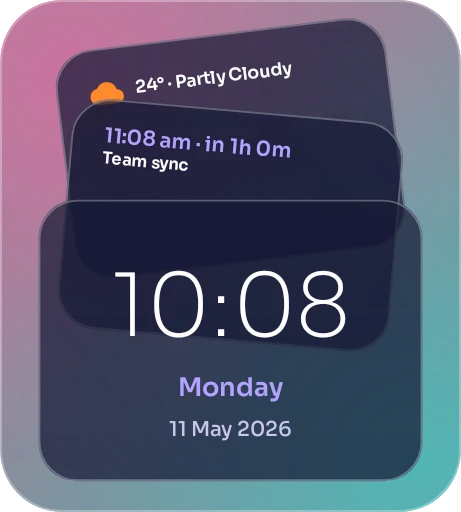 24° · Partly Cloudy
11:08 am · in 1h 0m
Team sync
10:08
Monday
11 May 2026